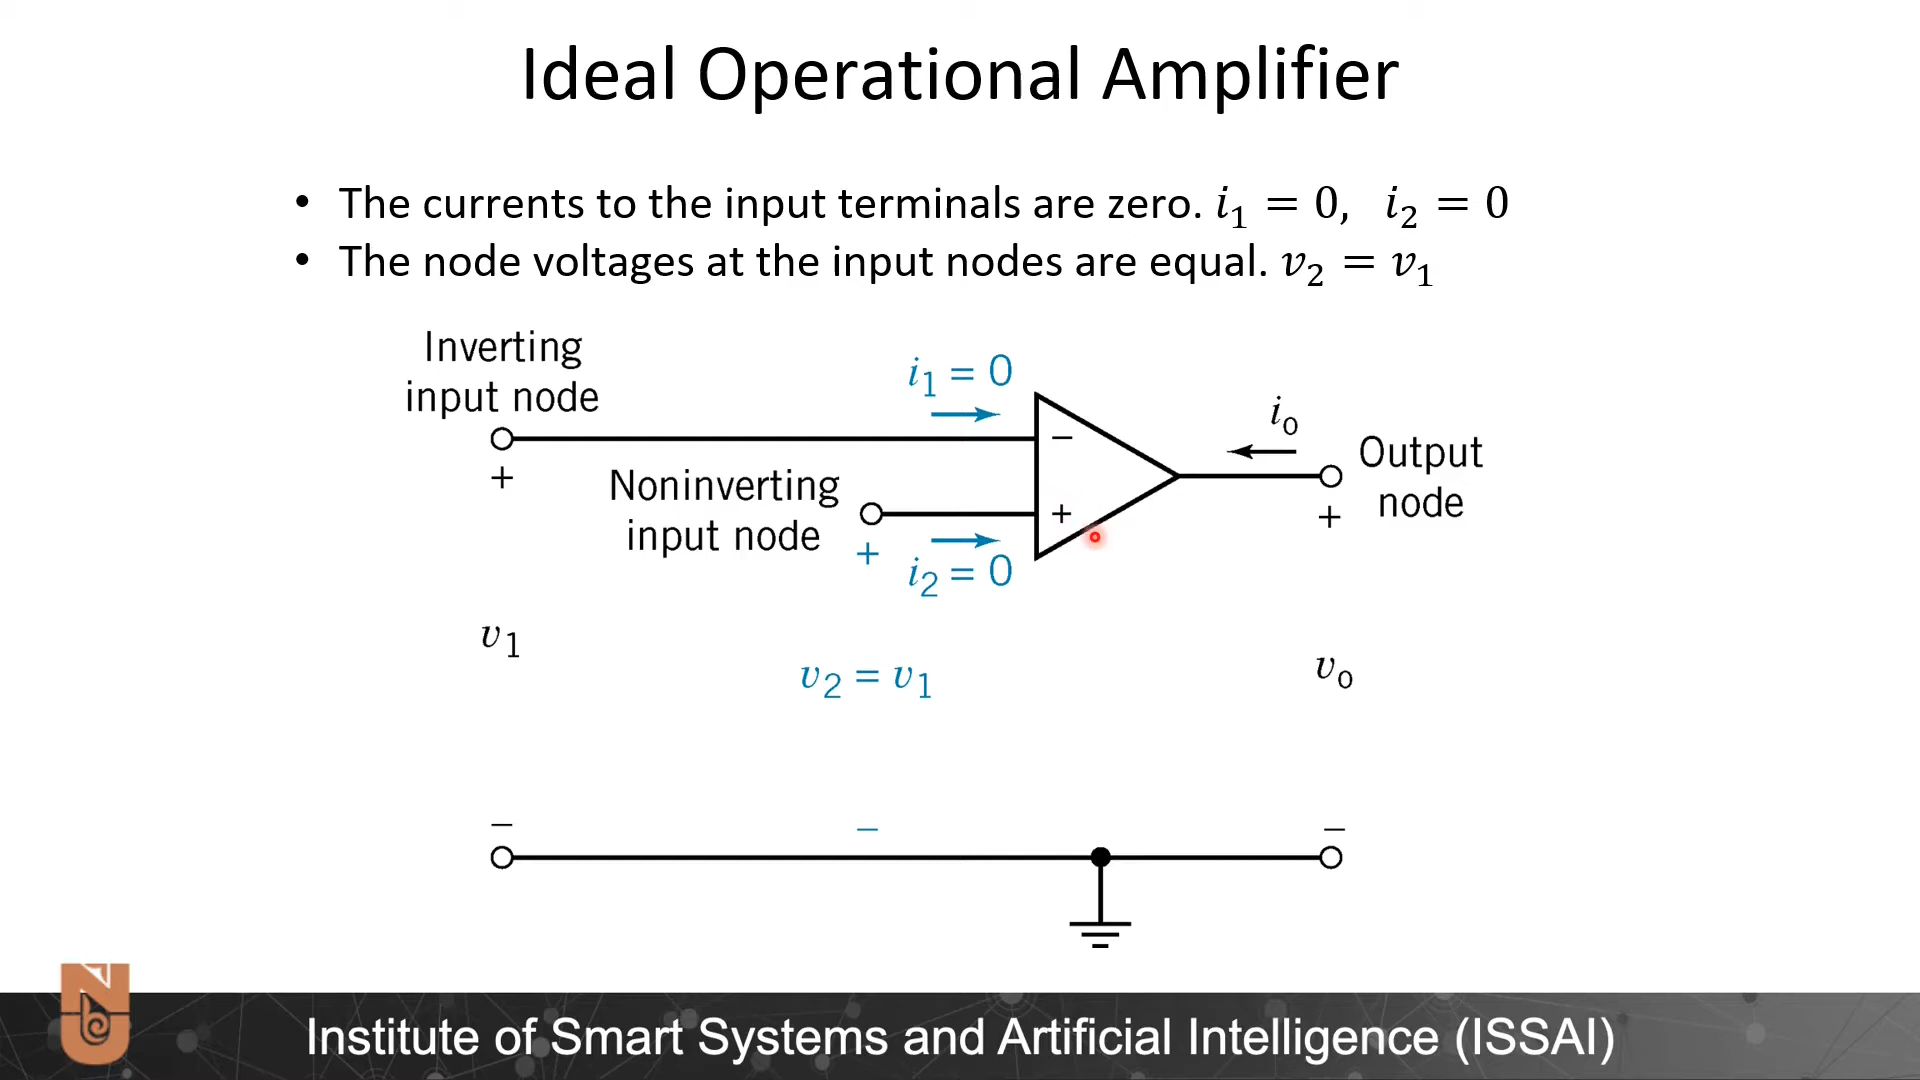 Ideal Operational Amplifier
• The currents to the input terminals are zero. i₁ = 0, i₂ = 0
• The node voltages at the input nodes are equal. v₂ = v₁
Inverting
input node
+
i₁ = 0
−
Noninverting
input node
+
+
i₂ = 0
iₒ
Output
node
+
v₁
v₂ = v₁
vₒ
−
−
−
Institute of Smart Systems and Artificial Intelligence (ISSAI)